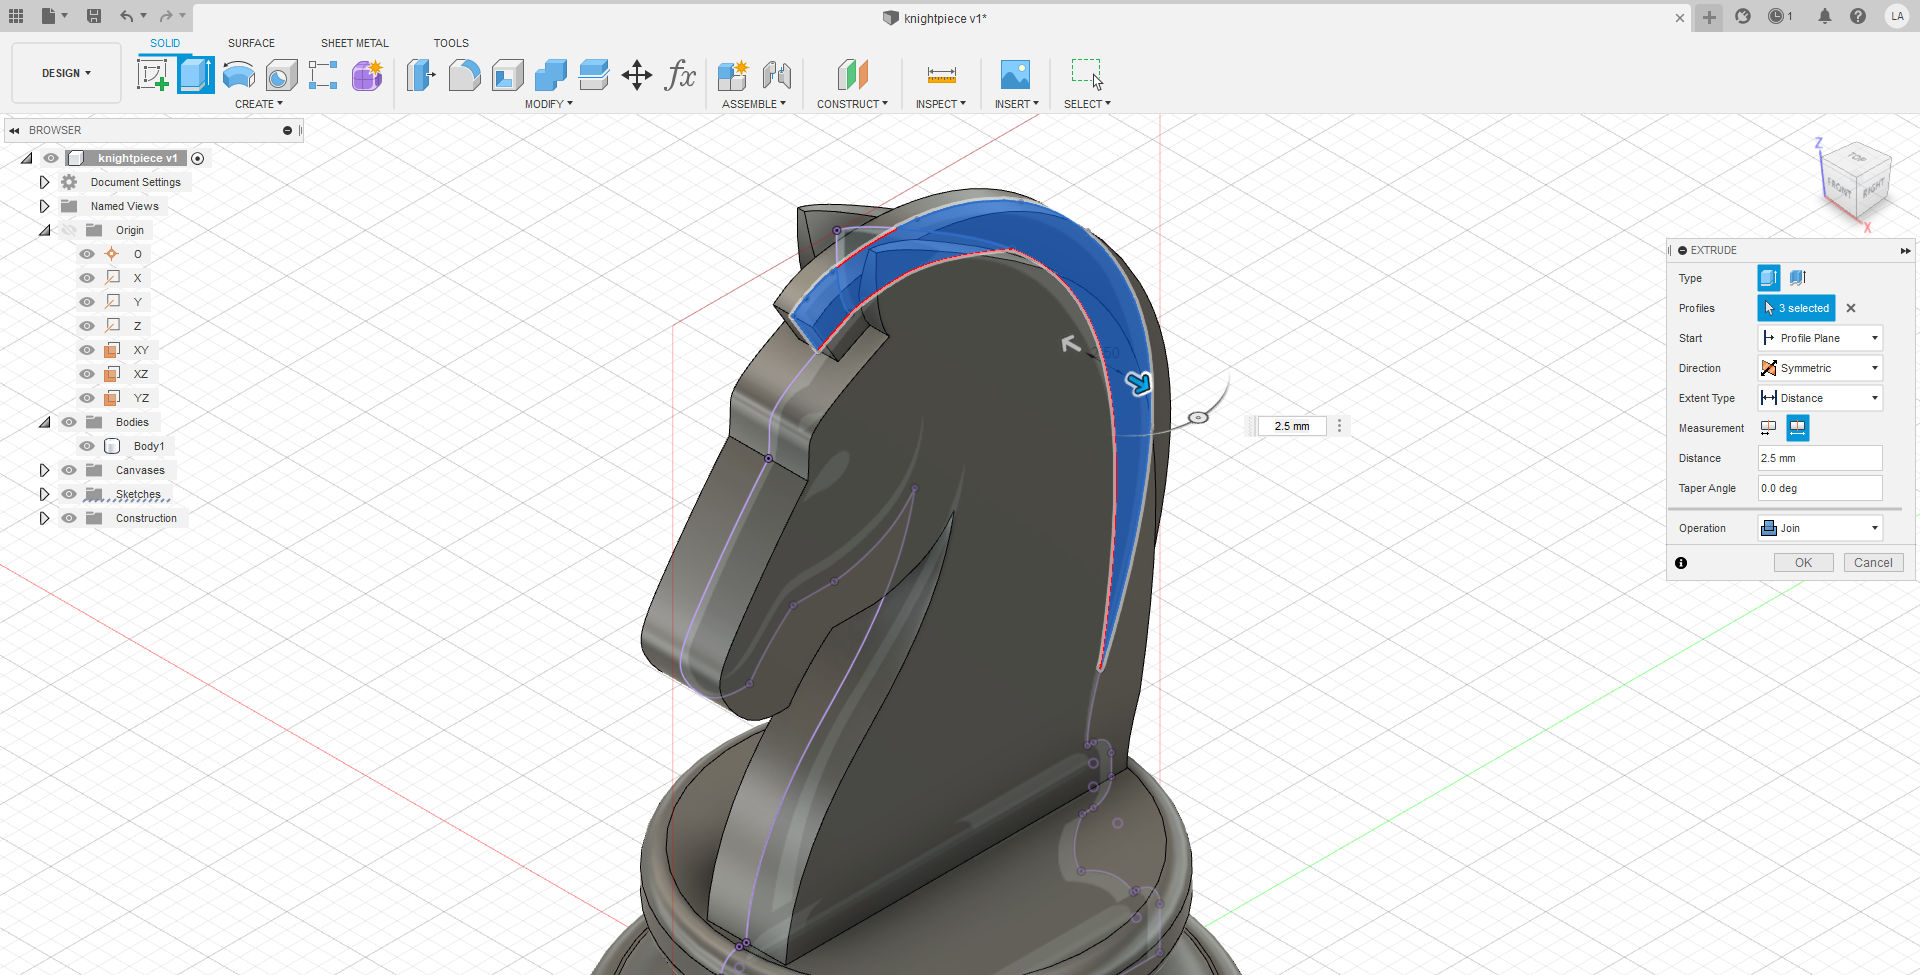 knightpiece v1*
1
LA
DESIGN
SOLID
SURFACE
SHEET METAL
TOOLS
fx
CREATE
MODIFY
ASSEMBLE
CONSTRUCT
INSPECT
INSERT
SELECT
BROWSER
knightpiece v1
Document Settings
Named Views
Origin
O
X
Y
Z
XY
XZ
YZ
Bodies
Body1
Canvases
Sketches
Construction
Z
TOP
FRONT
RIGHT
X
2.5 mm
EXTRUDE
Type
Profiles
3 selected
Start
Profile Plane
Direction
Symmetric
Extent Type
Distance
Measurement
Distance
2.5 mm
Taper Angle
0.0 deg
Operation
Join
OK
Cancel